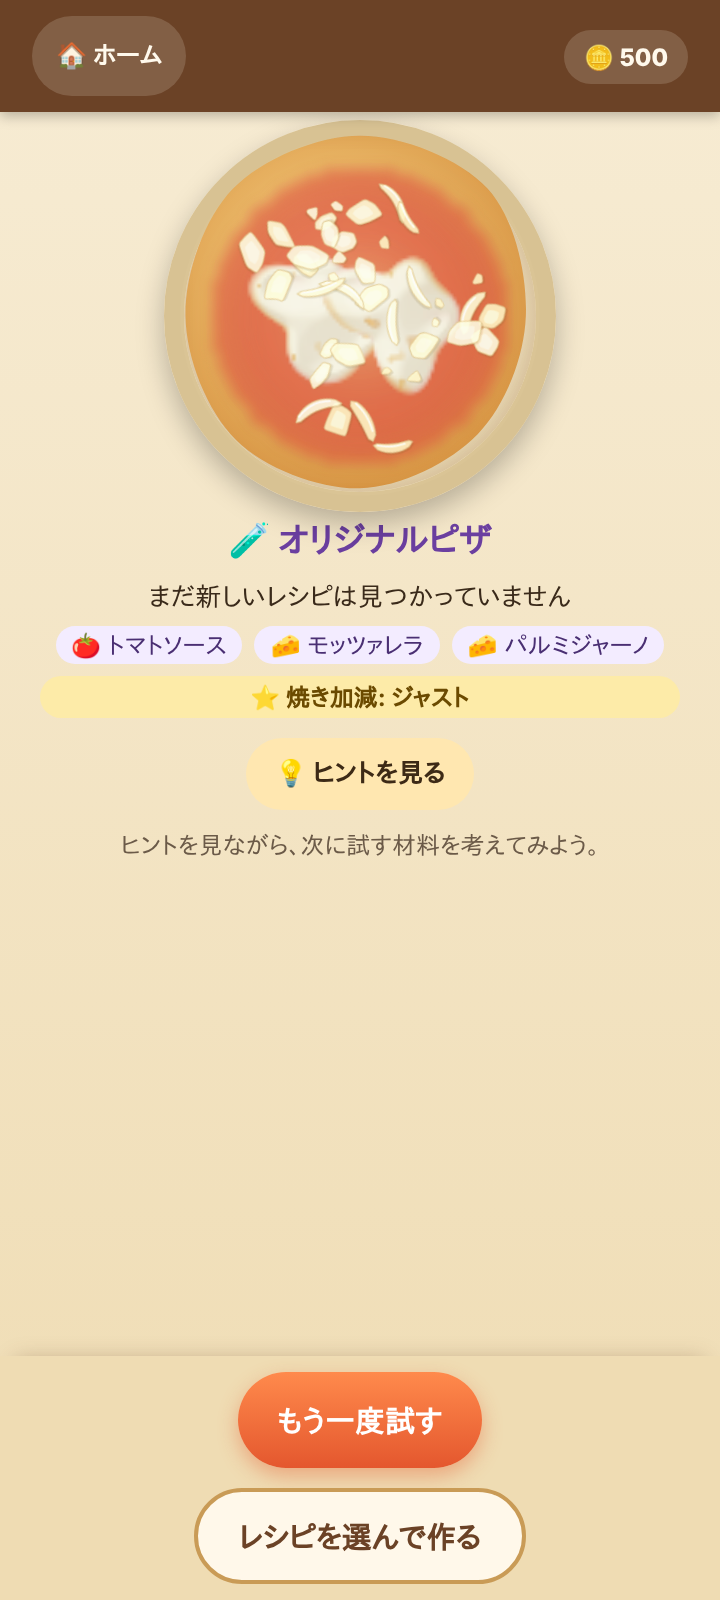 🏠 ホーム
🪙 500
🧪 オリジナルピザ
まだ新しいレシピは見つかっていません
🍅 トマトソース 🧀 モッツァレラ 🧀 パルミジャーノ
⭐ 焼き加減: ジャスト
💡 ヒントを見る
ヒントを見ながら、次に試す材料を考えてみよう。
もう一度試す
レシピを選んで作る